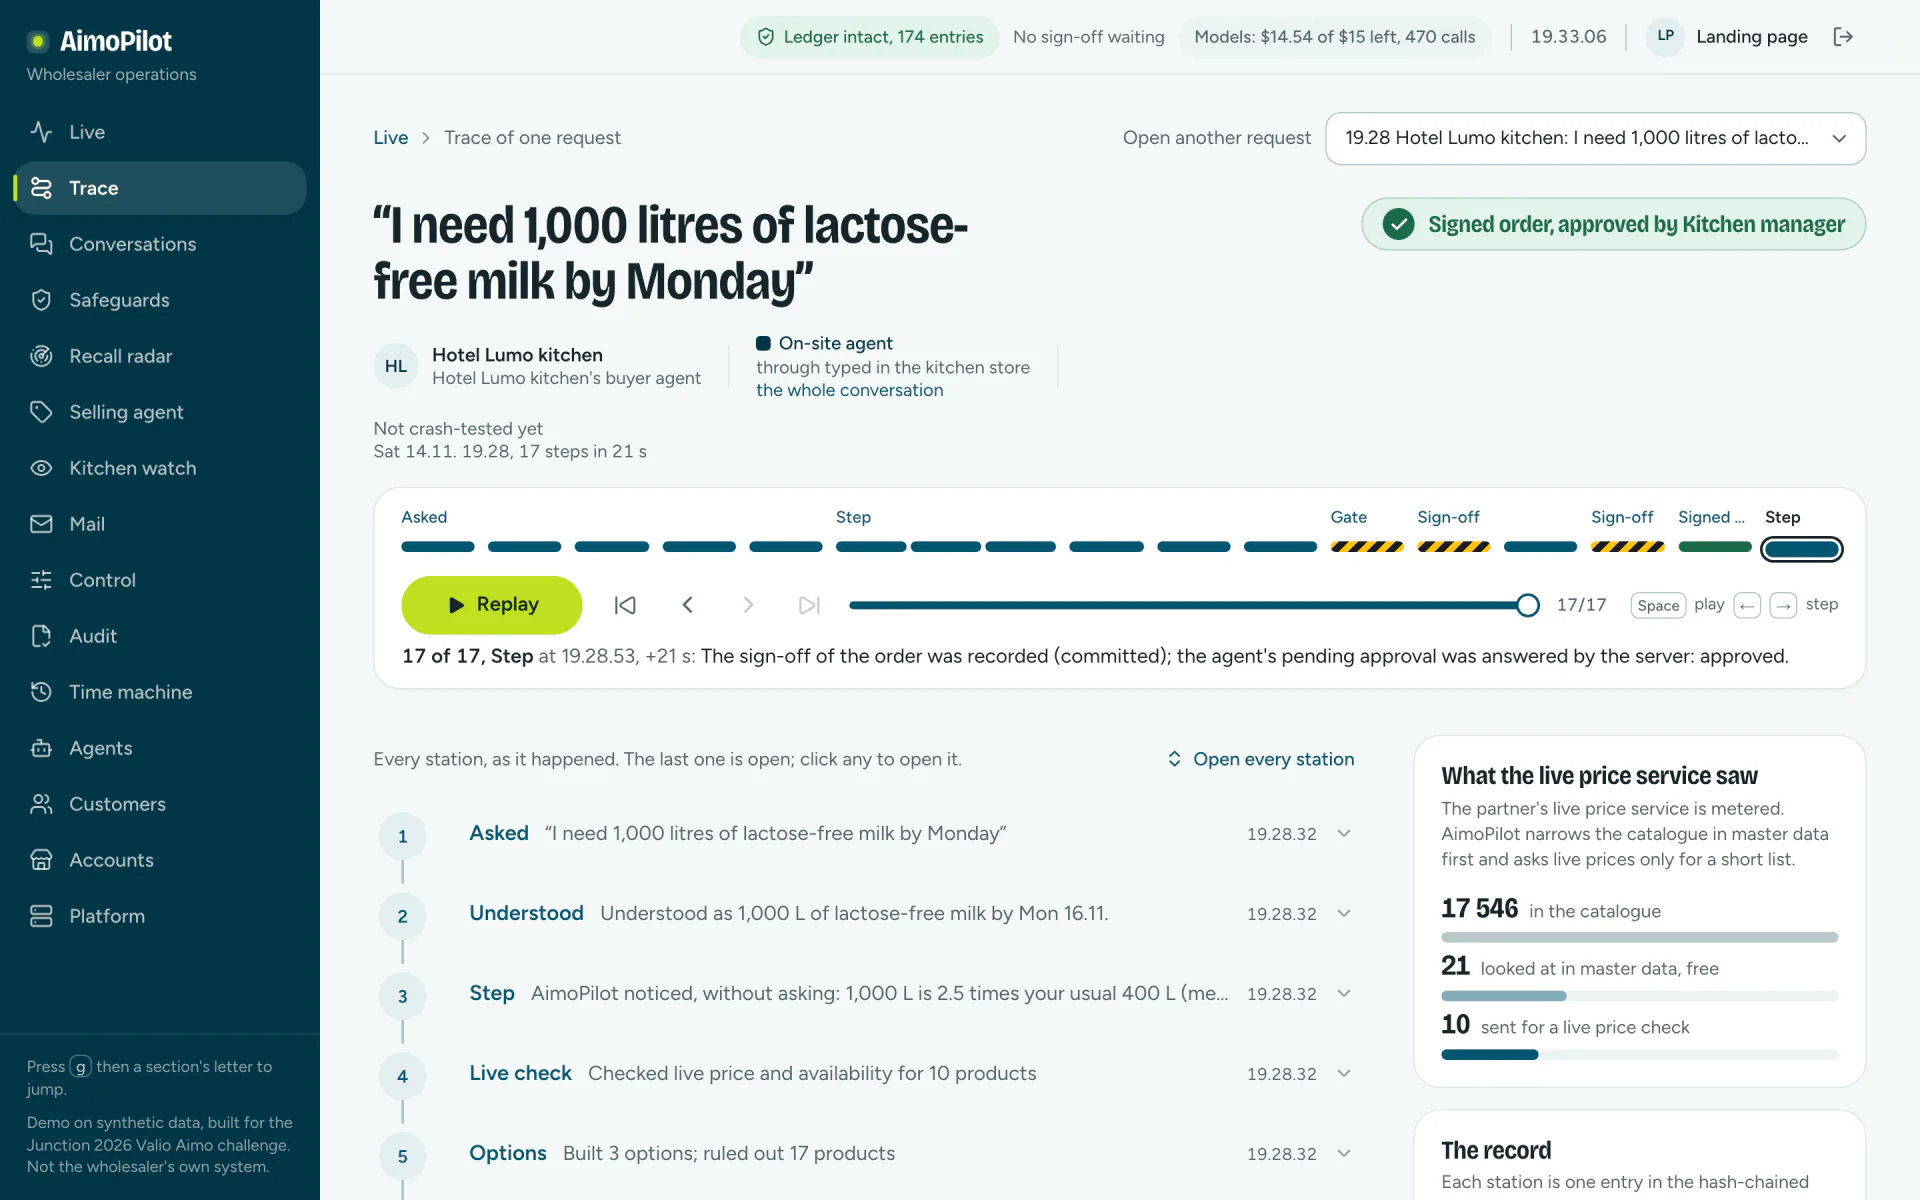 AimoPilot
Wholesaler operations
Live
Trace
Conversations
Safeguards
Recall radar
Selling agent
Kitchen watch
Mail
Control
Audit
Time machine
Agents
Customers
Accounts
Platform
Press g then a section's letter to
jump.
Demo on synthetic data, built for the
Junction 2026 Valio Aimo challenge.
Not the wholesaler's own system.
Ledger intact, 174 entries
No sign-off waiting
Models: $14.54 of $15 left, 470 calls
19.33.06
LP
Landing page
Live > Trace of one request
Open another request
19.28 Hotel Lumo kitchen: I need 1,000 litres of lacto...
“I need 1,000 litres of lactose-
free milk by Monday”
Signed order, approved by Kitchen manager
HL
Hotel Lumo kitchen
Hotel Lumo kitchen's buyer agent
On-site agent
through typed in the kitchen store
the whole conversation
Not crash-tested yet
Sat 14.11. 19.28, 17 steps in 21 s
Asked
Step
Gate
Sign-off
Sign-off
Signed ...
Step
Replay
17/17
Space play ← → step
17 of 17, Step at 19.28.53, +21 s: The sign-off of the order was recorded (committed); the agent's pending approval was answered by the server: approved.
Every station, as it happened. The last one is open; click any to open it.
Open every station
1 Asked “I need 1,000 litres of lactose-free milk by Monday” 19.28.32
2 Understood Understood as 1,000 L of lactose-free milk by Mon 16.11. 19.28.32
3 Step AimoPilot noticed, without asking: 1,000 L is 2.5 times your usual 400 L (me... 19.28.32
4 Live check Checked live price and availability for 10 products 19.28.32
5 Options Built 3 options; ruled out 17 products 19.28.32
What the live price service saw
The partner's live price service is metered.
AimoPilot narrows the catalogue in master data
first and asks live prices only for a short list.
17 546 in the catalogue
21 looked at in master data, free
10 sent for a live price check
The record
Each station is one entry in the hash-chained